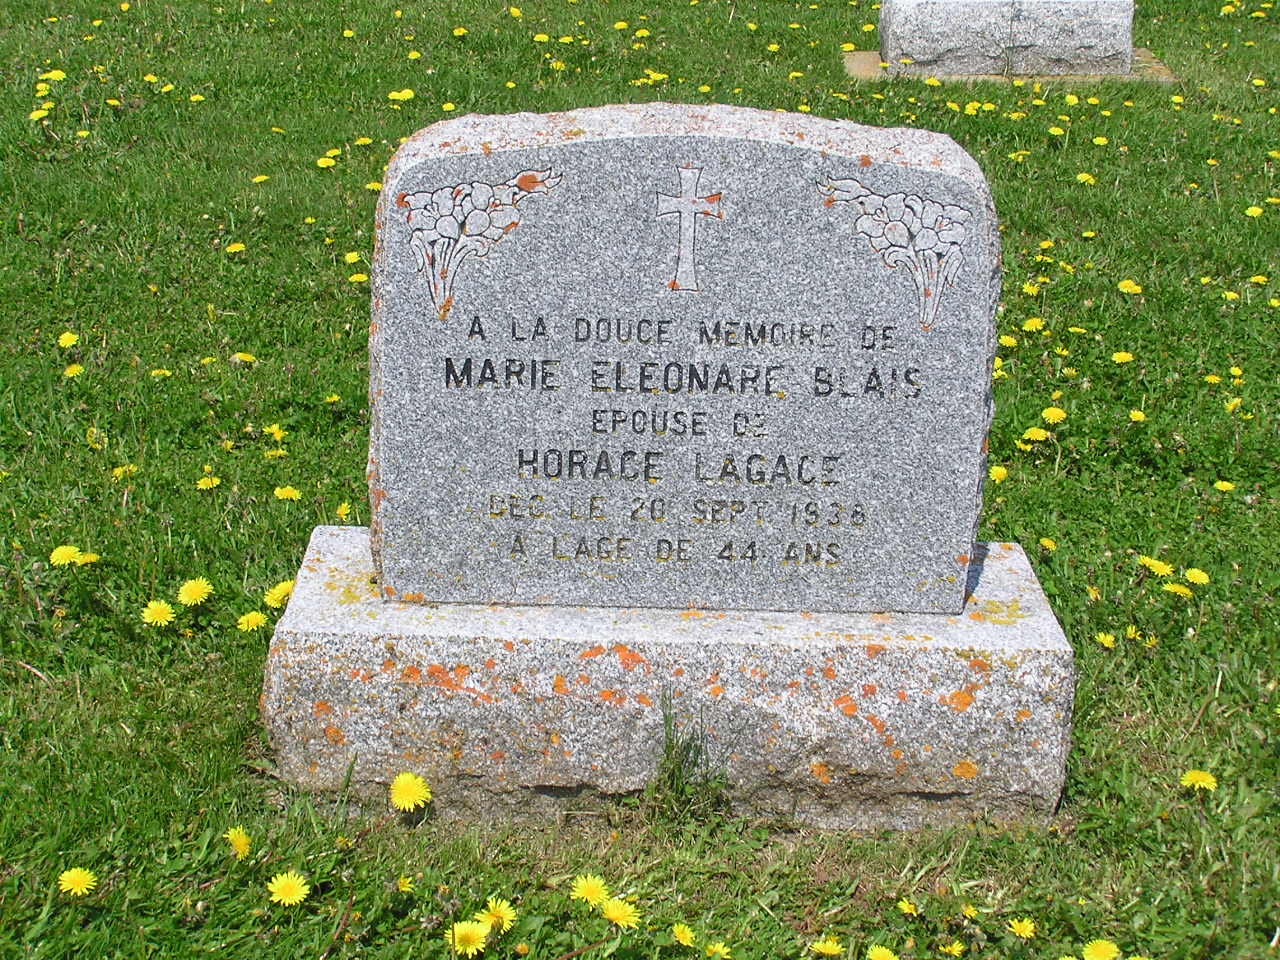 A LA DOUCE MEMOIRE DE
MARIE ELEONARE BLAIS
EPOUSE DE
HORACE LAGACE
DEC. LE 20 SEPT 1938
A L'AGE DE 44 ANS